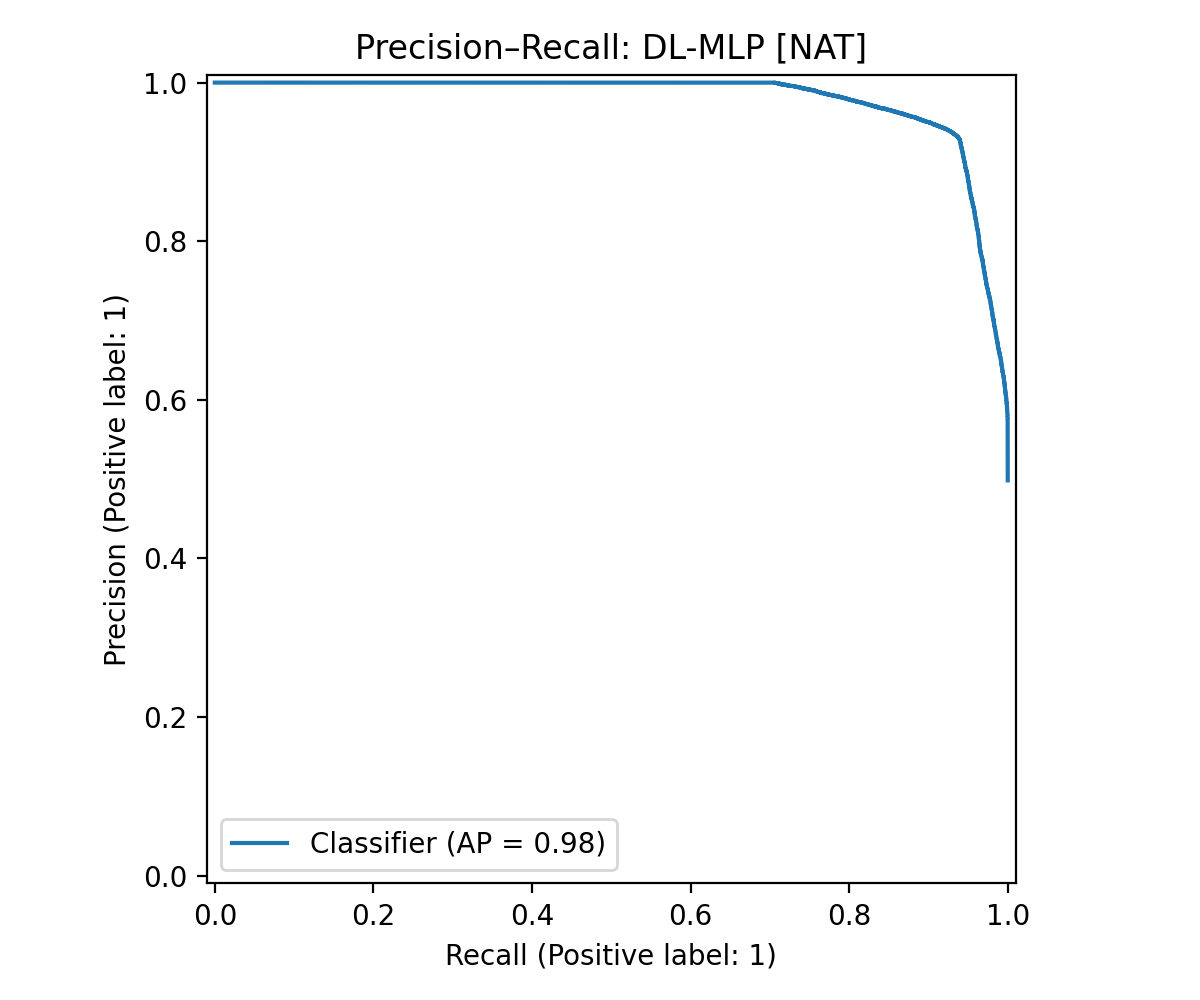 Precision–Recall: DL-MLP [NAT]
1.0
0.8
0.6
0.4
0.2
0.0
Precision (Positive label: 1)
Classifier (AP = 0.98)
0.0 0.2 0.4 0.6 0.8 1.0
Recall (Positive label: 1)